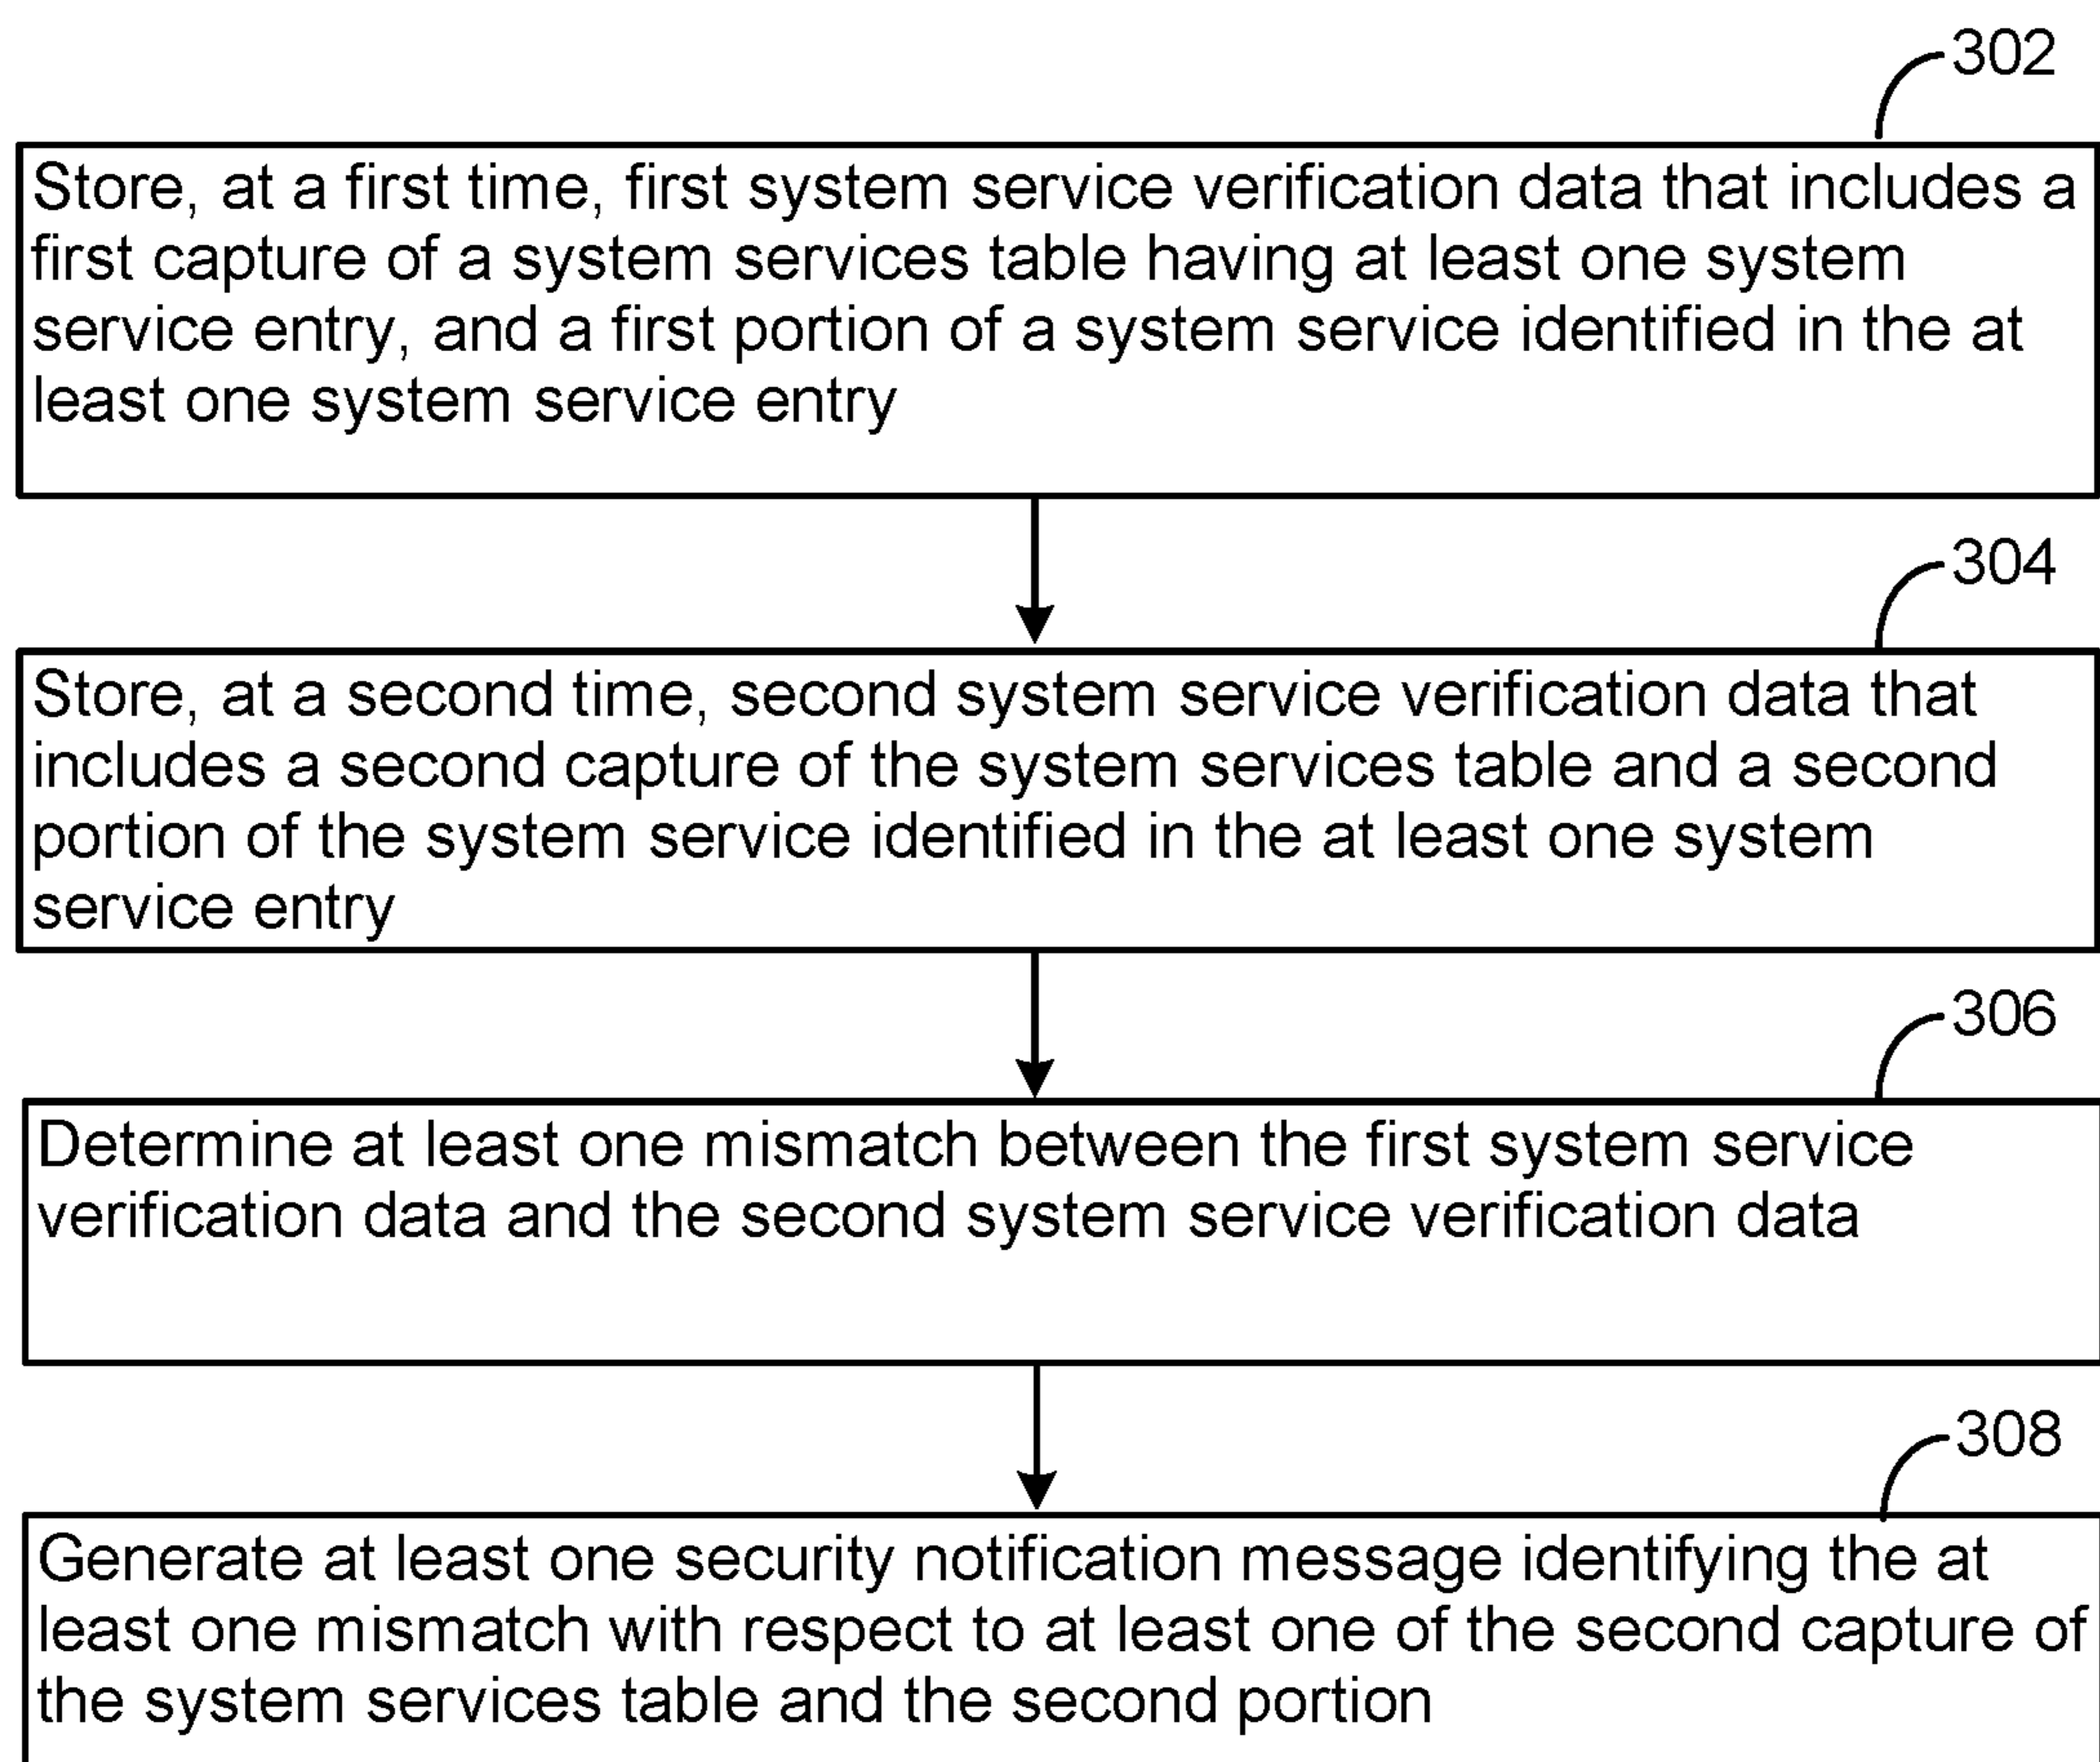 302
Store, at a first time, first system service verification data that includes a
first capture of a system services table having at least one system
service entry, and a first portion of a system service identified in the at
least one system service entry
304
Store, at a second time, second system service verification data that
includes a second capture of the system services table and a second
portion of the system service identified in the at least one system
service entry
306
Determine at least one mismatch between the first system service
verification data and the second system service verification data
308
Generate at least one security notification message identifying the at
least one mismatch with respect to at least one of the second capture of
the system services table and the second portion